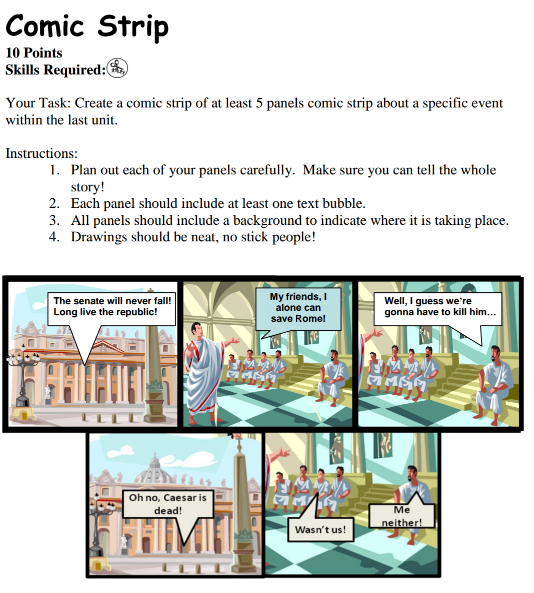 Comic Strip
10 Points
Skills Required:
Your Task: Create a comic strip of at least 5 panels comic strip about a specific event
within the last unit.
Instructions:
1. Plan out each of your panels carefully. Make sure you can tell the whole
story!
2. Each panel should include at least one text bubble.
3. All panels should include a background to indicate where it is taking place.
4. Drawings should be neat, no stick people!
The senate will never fall!
Long live the republic!
My friends, I
alone can
save Rome!
Well, I guess we're
gonna have to kill him...
Oh no, Caesar is
dead!
Wasn't us!
Me
neither!